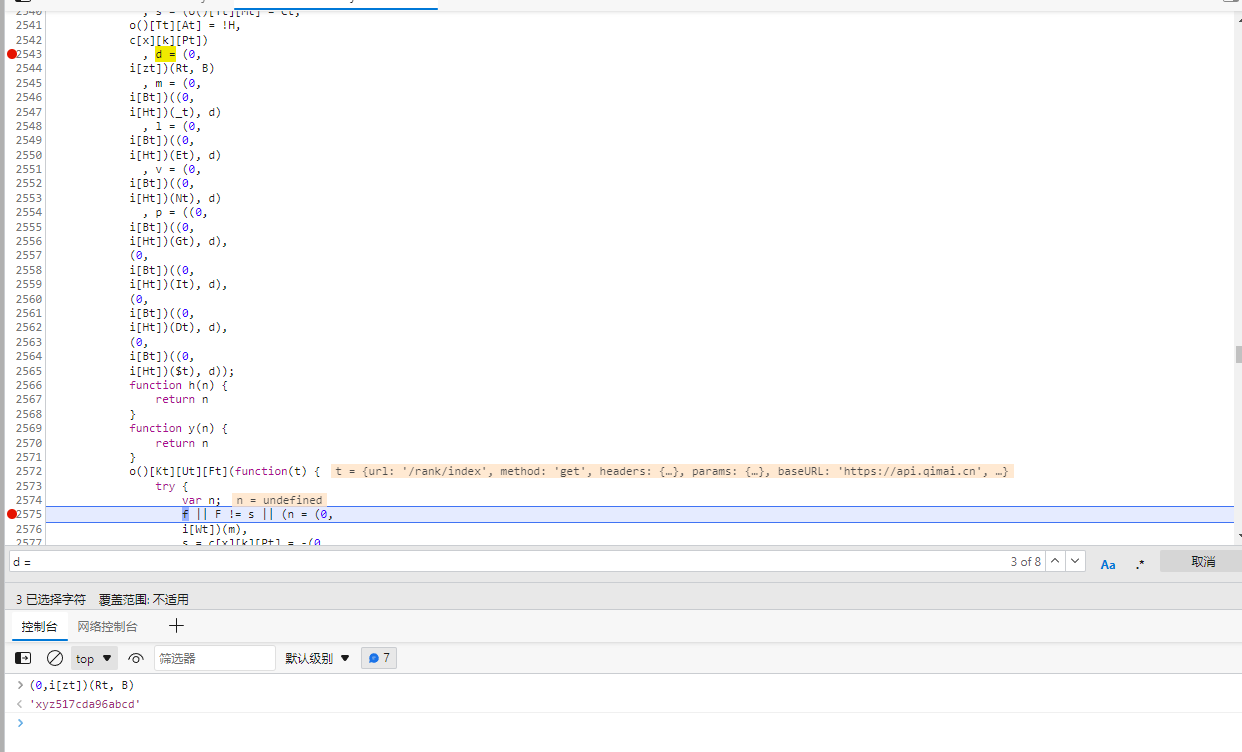 2541 o()[Tt][At] = !H,
2542 c[x][k][Pt])
2543 , d = (0,
2544 i[zt])(Rt, B)
2545 , m = (0,
2546 i[Bt])((0,
2547 i[Ht])(_t), d)
2548 , l = (0,
2549 i[Bt])((0,
2550 i[Ht])(Et), d)
2551 , v = (0,
2552 i[Bt])((0,
2553 i[Ht])(Nt), d)
2554 , p = ((0,
2555 i[Bt])((0,
2556 i[Ht])(Gt), d),
2557 (0,
2558 i[Bt])((0,
2559 i[Ht])(It), d),
2560 (0,
2561 i[Bt])((0,
2562 i[Ht])(Dt), d),
2563 (0,
2564 i[Bt])((0,
2565 i[Ht])($t), d));
2566 function h(n) {
2567 return n
2568 }
2569 function y(n) {
2570 return n
2571 }
2572 o()[Kt][Ut][Ft](function(t) { t = {url: '/rank/index', method: 'get', headers: {…}, params: {…}, baseURL: 'https://api.qimai.cn', …}
2573 try {
2574 var n; n = undefined
2575 f || F != s || (n = (0,
2576 i[Wt])(m),
2577 s = c[x][k][Pt] = -(0,
d = 3 of 8 Aa .* 取消
3 已选择字符 覆盖范围: 不适用
控制台 网络控制台
top 筛选器 默认级别 7
(0,i[zt])(Rt, B)
'xyz517cda96abcd'